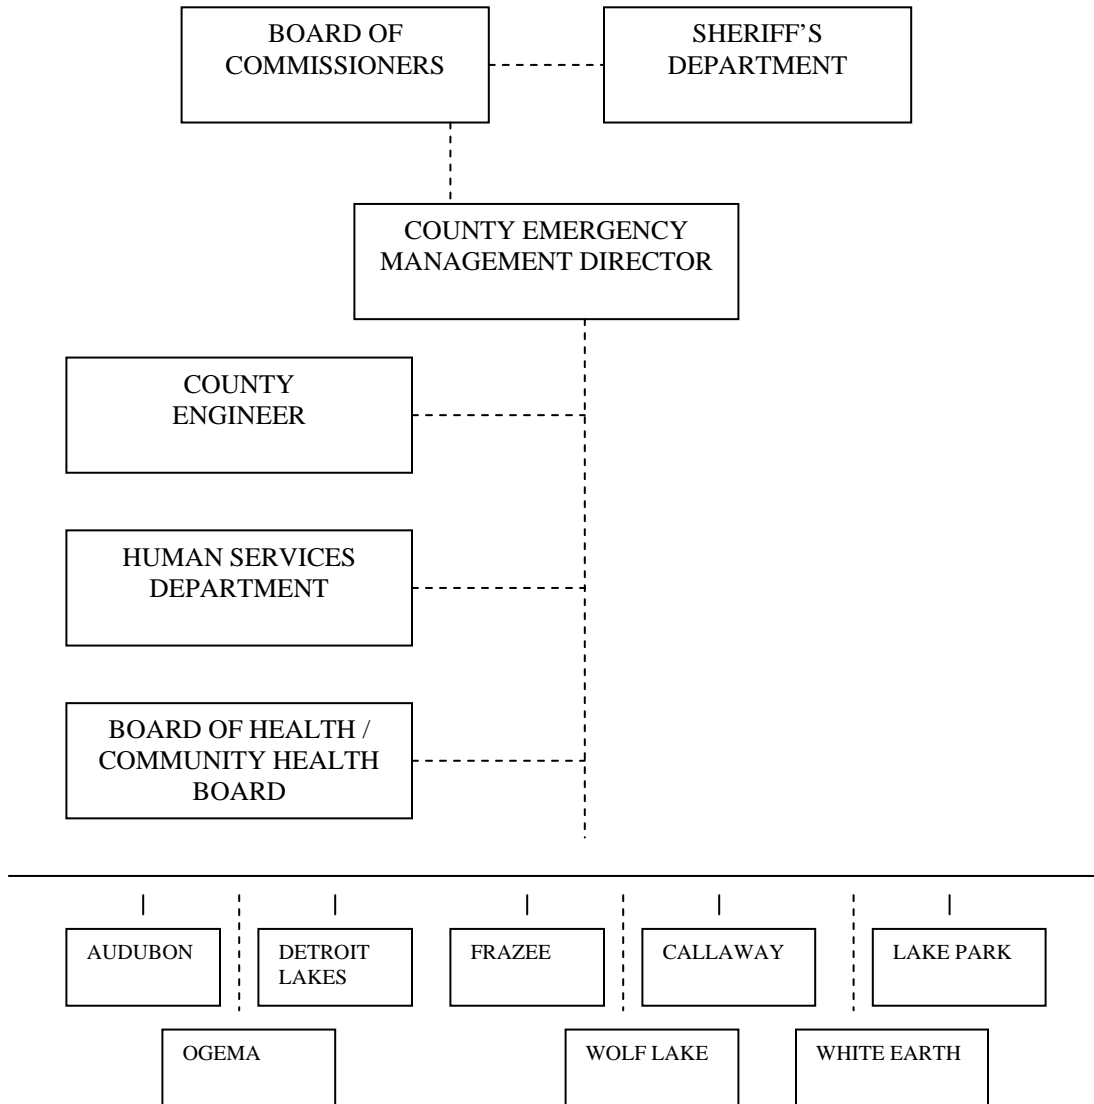 BOARD OF
COMMISSIONERS
SHERIFF’S
DEPARTMENT
COUNTY EMERGENCY
MANAGEMENT DIRECTOR
COUNTY
ENGINEER
HUMAN SERVICES
DEPARTMENT
BOARD OF HEALTH /
COMMUNITY HEALTH
BOARD
AUDUBON
DETROIT
LAKES
FRAZEE
CALLAWAY
LAKE PARK
OGEMA
WOLF LAKE
WHITE EARTH